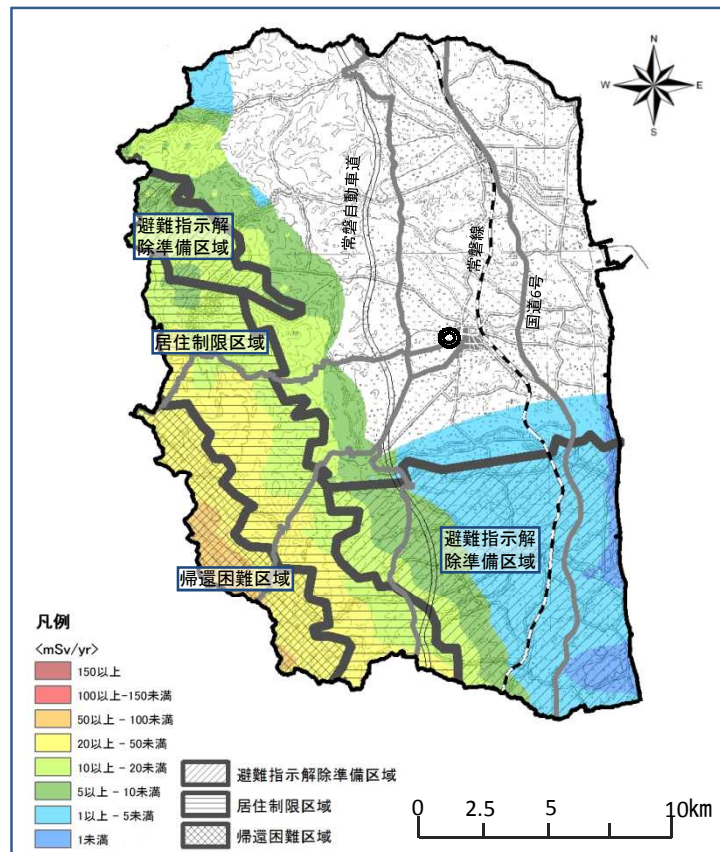 N
W
E
S
常磐自動車道
常磐線
国道6号
避難指示解
除準備区域
居住制限区域
避難指示解
除準備区域
帰還困難区域
凡例
<mSv/yr>
150以上
100以上-150未満
50以上 - 100未満
20以上 - 50未満
10以上 - 20未満
5以上 - 10未満
1以上 - 5未満
1未満
避難指示解除準備区域
居住制限区域
帰還困難区域
0 2.5 5 10km